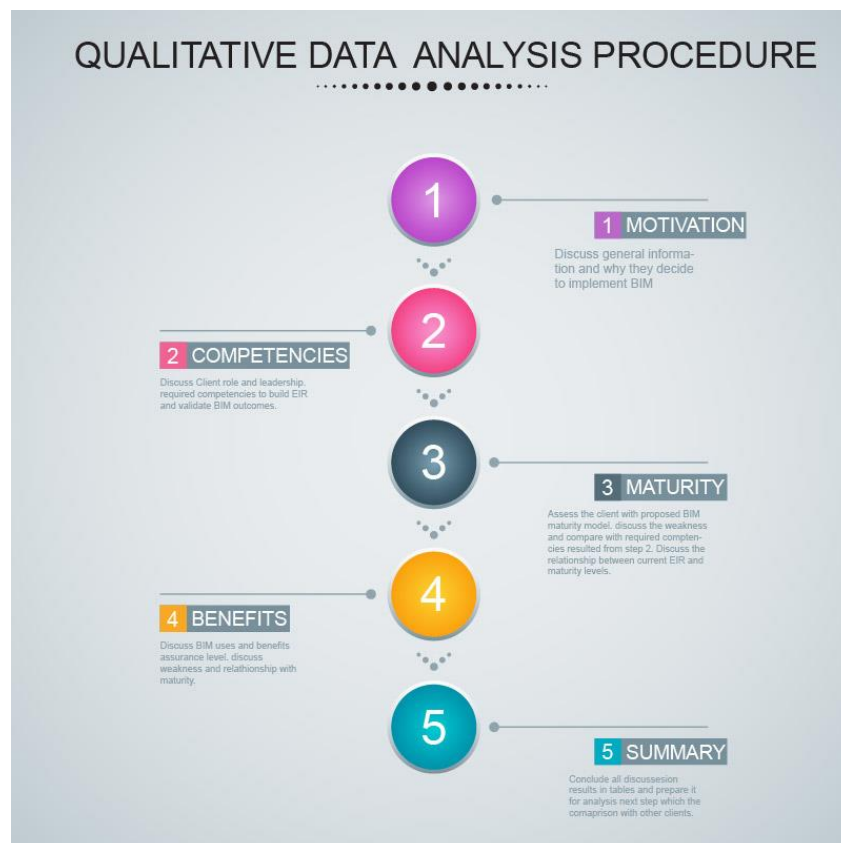 QUALITATIVE DATA ANALYSIS PROCEDURE
1
1 MOTIVATION
Discuss general informa-
tion and why they decide
to implement BIM
2
2 COMPETENCIES
Discuss Client role and leadership.
required competencies to build EIR
and validate BIM outcomes.
3
3 MATURITY
Assess the client with proposed BIM
maturity model. discuss the weakness
and compare with required compten-
cies resulted from step 2. Discuss the
relationship between current EIR and
maturity levels.
4
4 BENEFITS
Discuss BIM uses and benefits
assurance level. discuss
weakness and relathionship with
maturity.
5
5 SUMMARY
Conclude all discussesion
results in tables and prepare it
for analysis next step which the
comaprison with other clients.